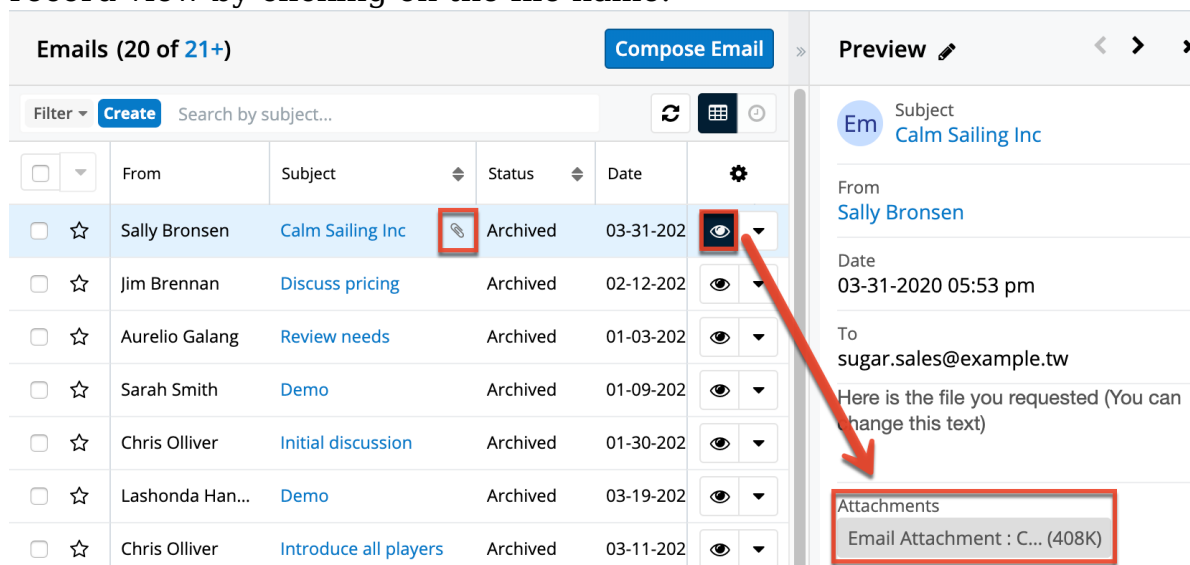 Emails (20 of 21+)
Compose Email
Preview
Filter
Create
Search by subject...
From Subject Status Date
Sally Bronsen Calm Sailing Inc Archived 03-31-202
Jim Brennan Discuss pricing Archived 02-12-202
Aurelio Galang Review needs Archived 01-03-202
Sarah Smith Demo Archived 01-09-202
Chris Olliver Initial discussion Archived 01-30-202
Lashonda Han... Demo Archived 03-19-202
Chris Olliver Introduce all players Archived 03-11-202
Em
Subject
Calm Sailing Inc
From
Sally Bronsen
Date
03-31-2020 05:53 pm
To
sugar.sales@example.tw
Here is the file you requested (You can
change this text)
Attachments
Email Attachment : C... (408K)